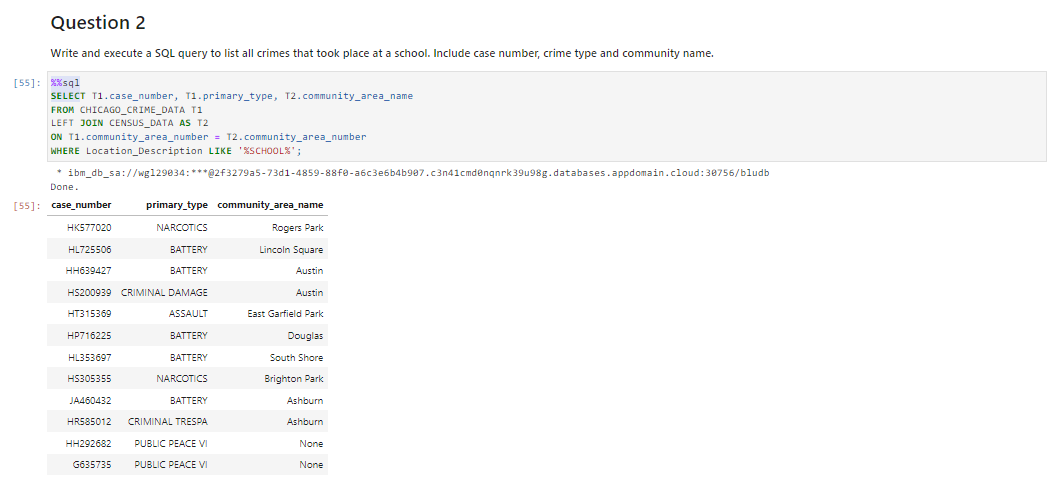 Question 2
Write and execute a SQL query to list all crimes that took place at a school. Include case number, crime type and community name.
[55]: %%sql
SELECT T1.case_number, T1.primary_type, T2.community_area_name
FROM CHICAGO_CRIME_DATA T1
LEFT JOIN CENSUS_DATA AS T2
ON T1.community_area_number = T2.community_area_number
WHERE Location_Description LIKE '%SCHOOL%';
* ibm_db_sa://wgl29034:***@2f3279a5-73d1-4859-88f0-a6c3e6b4b907.c3n41cmd0nqnrk39u98g.databases.appdomain.cloud:30756/bludb
Done.
[55]: case_number primary_type community_area_name
HK577020 NARCOTICS Rogers Park
HL725506 BATTERY Lincoln Square
HH639427 BATTERY Austin
HS200939 CRIMINAL DAMAGE Austin
HT315369 ASSAULT East Garfield Park
HP716225 BATTERY Douglas
HL353697 BATTERY South Shore
HS305355 NARCOTICS Brighton Park
JA460432 BATTERY Ashburn
HR585012 CRIMINAL TRESPA Ashburn
HH292682 PUBLIC PEACE VI None
G635735 PUBLIC PEACE VI None